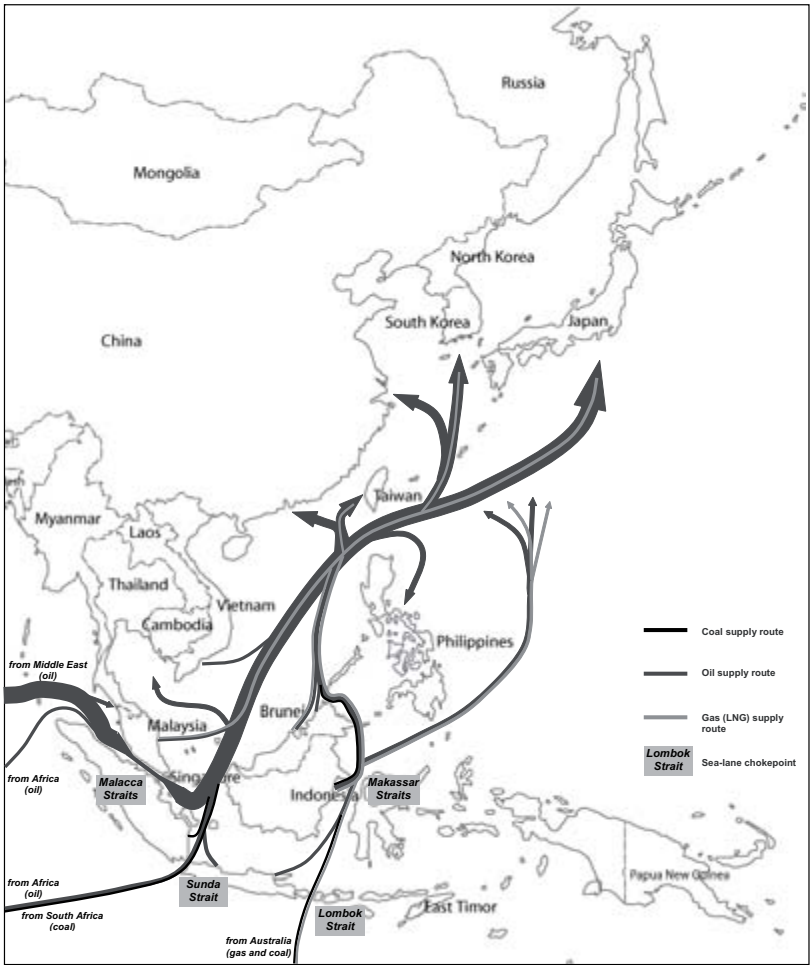 Russia
Mongolia
North Korea
South Korea
Japan
China
Taiwan
Myanmar
Laos
Thailand
Vietnam
Cambodia
Philippines
Coal supply route
from Middle East
(oil)
Oil supply route
Brunei
Malaysia
Gas (LNG) supply
route
Lombok
Strait
Sea-lane chokepoint
from Africa
(oil)
Malacca
Straits
Singapore
Indonesia
Makassar
Straits
from Africa
(oil)
Sunda
Strait
Papua New Guinea
from South Africa
(coal)
Lombok
Strait
East Timor
from Australia
(gas and coal)